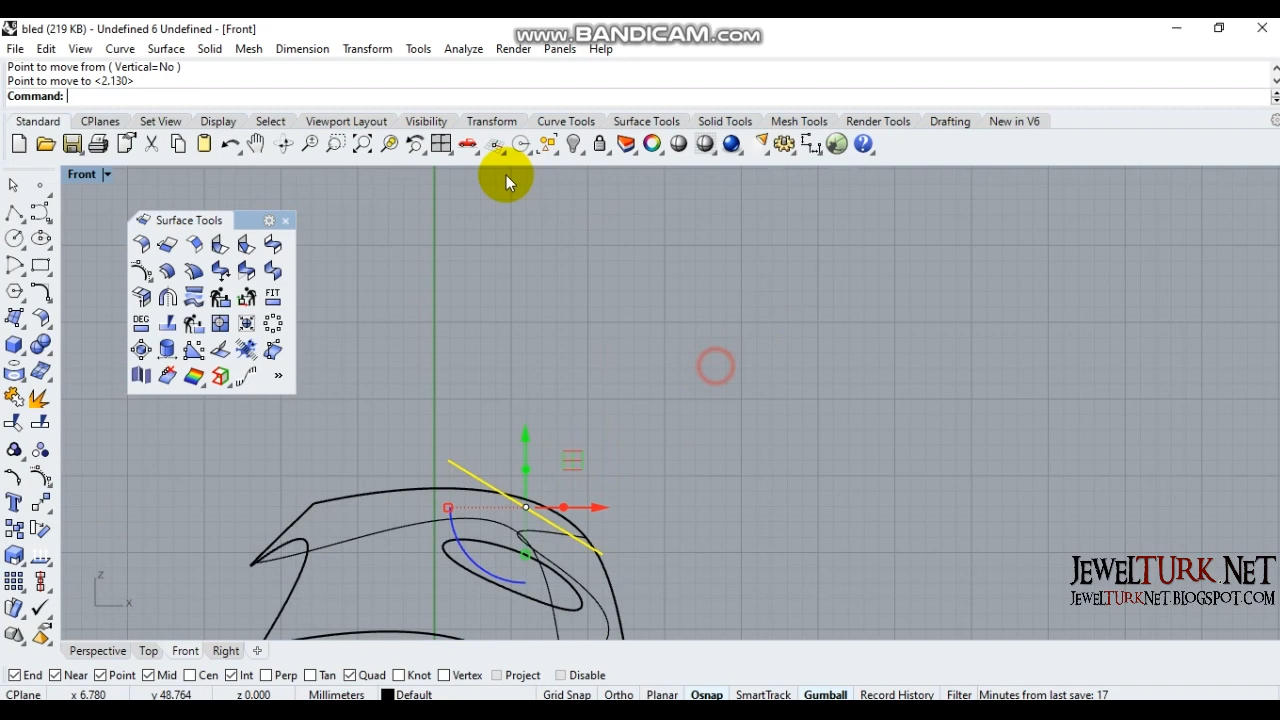 bled (219 KB) - Undefined 6 Undefined - [Front]
www.BANDICAM.com
File Edit View Curve Surface Solid Mesh Dimension Transform Tools Analyze Render Panels Help
Point to move from ( Vertical=No )
Point to move to <2.130>
Command:
Standard CPlanes Set View Display Select Viewport Layout Visibility Transform Curve Tools Surface Tools Solid Tools Mesh Tools Render Tools Drafting New in V6
Front
Surface Tools
FIT
DEG
JEWELTURK.NET
JEWELTURKNET.BLOGSPOT.COM
z
x
Perspective Top Front Right
End Near Point Mid Cen Int Perp Tan Quad Knot Vertex Project Disable
CPlane x 6.780 y 48.764 z 0.000 Millimeters Default Grid Snap Ortho Planar Osnap SmartTrack Gumball Record History Filter Minutes from last save: 17